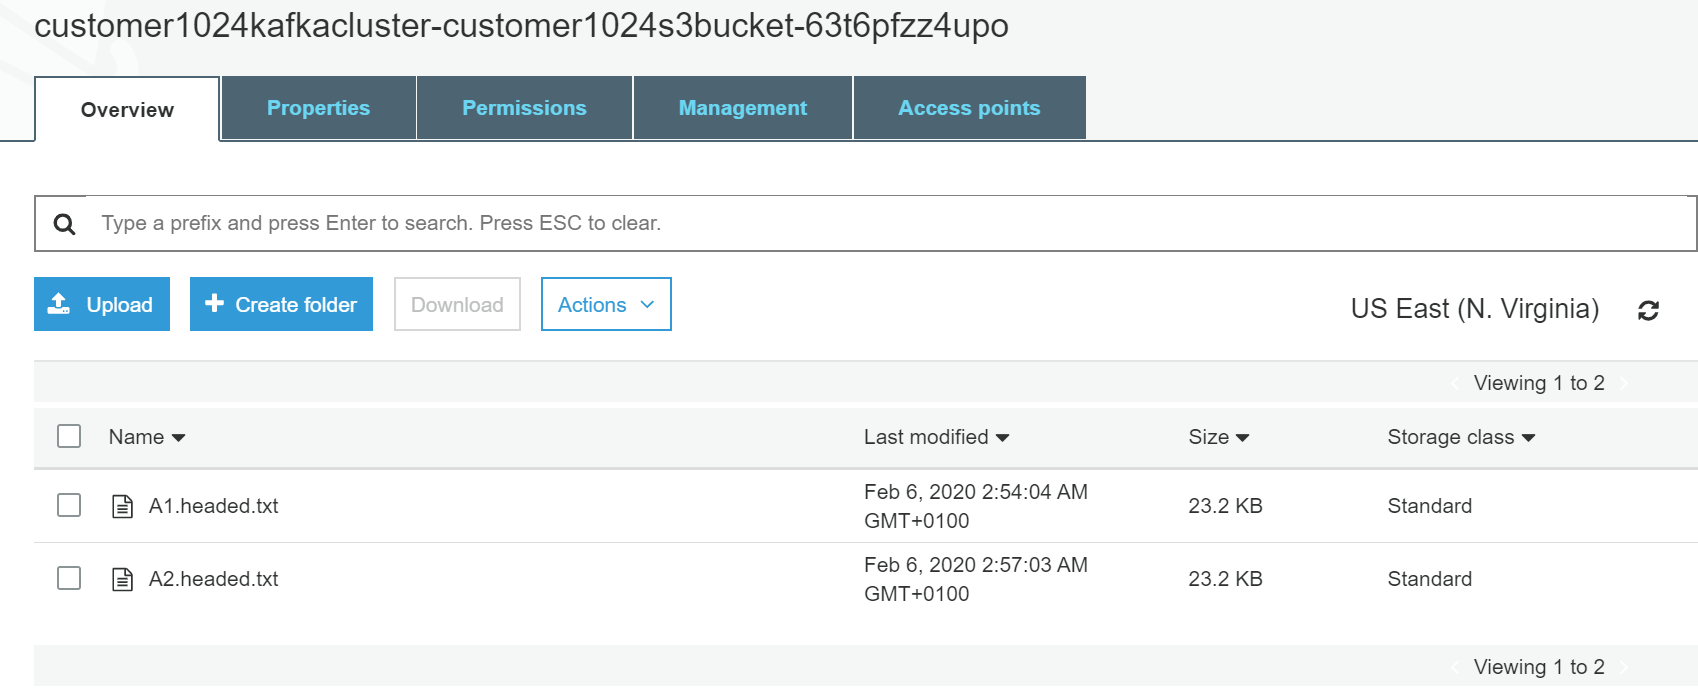 customer1024kafkacluster-customer1024s3bucket-63t6pfzz4upo
Overview Properties Permissions Management Access points
Type a prefix and press Enter to search. Press ESC to clear.
Upload Create folder Download Actions US East (N. Virginia)
Viewing 1 to 2
Name Last modified Size Storage class
A1.headed.txt Feb 6, 2020 2:54:04 AM 23.2 KB Standard
GMT+0100
A2.headed.txt Feb 6, 2020 2:57:03 AM 23.2 KB Standard
GMT+0100
Viewing 1 to 2